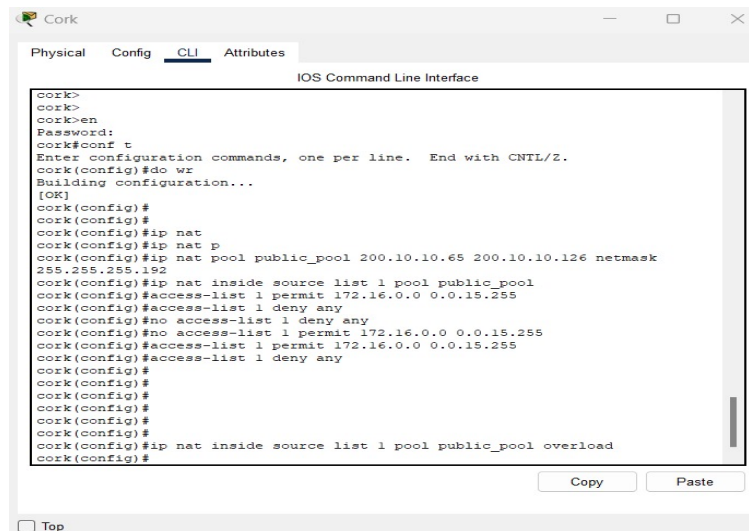 Cork
Physical Config CLI Attributes
IOS Command Line Interface
cork>
cork>
cork>en
Password:
cork#conf t
Enter configuration commands, one per line. End with CNTL/Z.
cork(config)#do wr
Building configuration...
[OK]
cork(config)#
cork(config)#
cork(config)#ip nat
cork(config)#ip nat p
cork(config)#ip nat pool public_pool 200.10.10.65 200.10.10.126 netmask
255.255.255.192
cork(config)#ip nat inside source list 1 pool public_pool
cork(config)#access-list 1 permit 172.16.0.0 0.0.15.255
cork(config)#access-list 1 deny any
cork(config)#no access-list 1 deny any
cork(config)#no access-list 1 permit 172.16.0.0 0.0.15.255
cork(config)#access-list 1 permit 172.16.0.0 0.0.15.255
cork(config)#access-list 1 deny any
cork(config)#
cork(config)#
cork(config)#
cork(config)#
cork(config)#
cork(config)#
cork(config)#ip nat inside source list 1 pool public_pool overload
cork(config)#
Copy Paste
Top